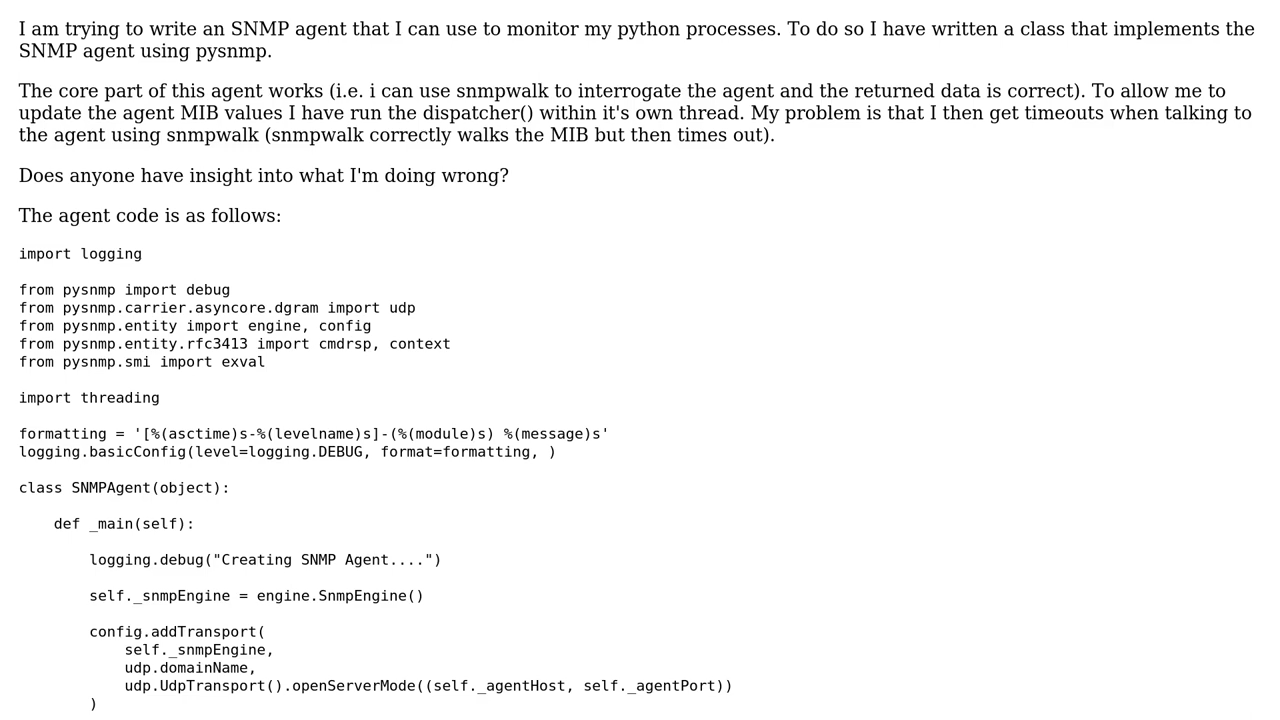 I am trying to write an SNMP agent that I can use to monitor my python processes. To do so I have written a class that implements the
SNMP agent using pysnmp.
The core part of this agent works (i.e. i can use snmpwalk to interrogate the agent and the returned data is correct). To allow me to
update the agent MIB values I have run the dispatcher() within it's own thread. My problem is that I then get timeouts when talking to
the agent using snmpwalk (snmpwalk correctly walks the MIB but then times out).
Does anyone have insight into what I'm doing wrong?
The agent code is as follows:
import logging
from pysnmp import debug
from pysnmp.carrier.asyncore.dgram import udp
from pysnmp.entity import engine, config
from pysnmp.entity.rfc3413 import cmdrsp, context
from pysnmp.smi import exval
import threading
formatting = '[%(asctime)s-%(levelname)s]-(%(module)s) %(message)s'
logging.basicConfig(level=logging.DEBUG, format=formatting, )
class SNMPAgent(object):
    def _main(self):
        logging.debug("Creating SNMP Agent....")
        self._snmpEngine = engine.SnmpEngine()
        config.addTransport(
            self._snmpEngine,
            udp.domainName,
            udp.UdpTransport().openServerMode((self._agentHost, self._agentPort))
        )